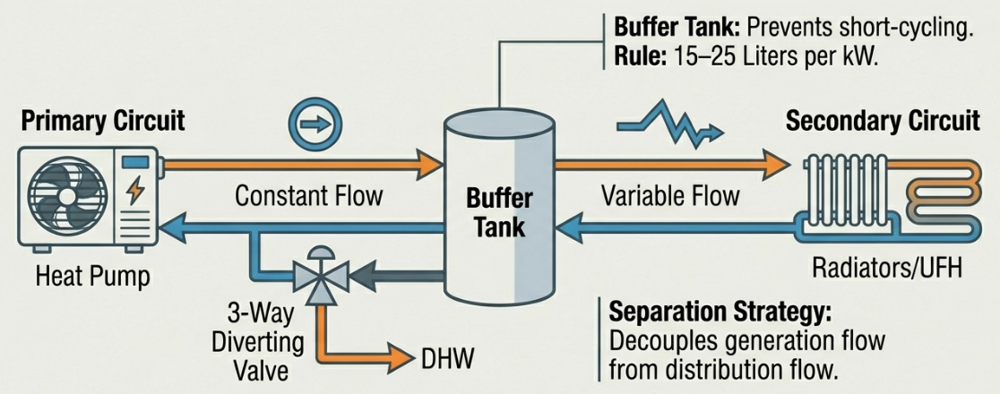 Buffer Tank: Prevents short-cycling.
Rule: 15–25 Liters per kW.
Primary Circuit
Secondary Circuit
Constant Flow
Buffer
Tank
Variable Flow
Heat Pump
Radiators/UFH
3-Way
Diverting
Valve
DHW
Separation Strategy:
Decouples generation flow
from distribution flow.